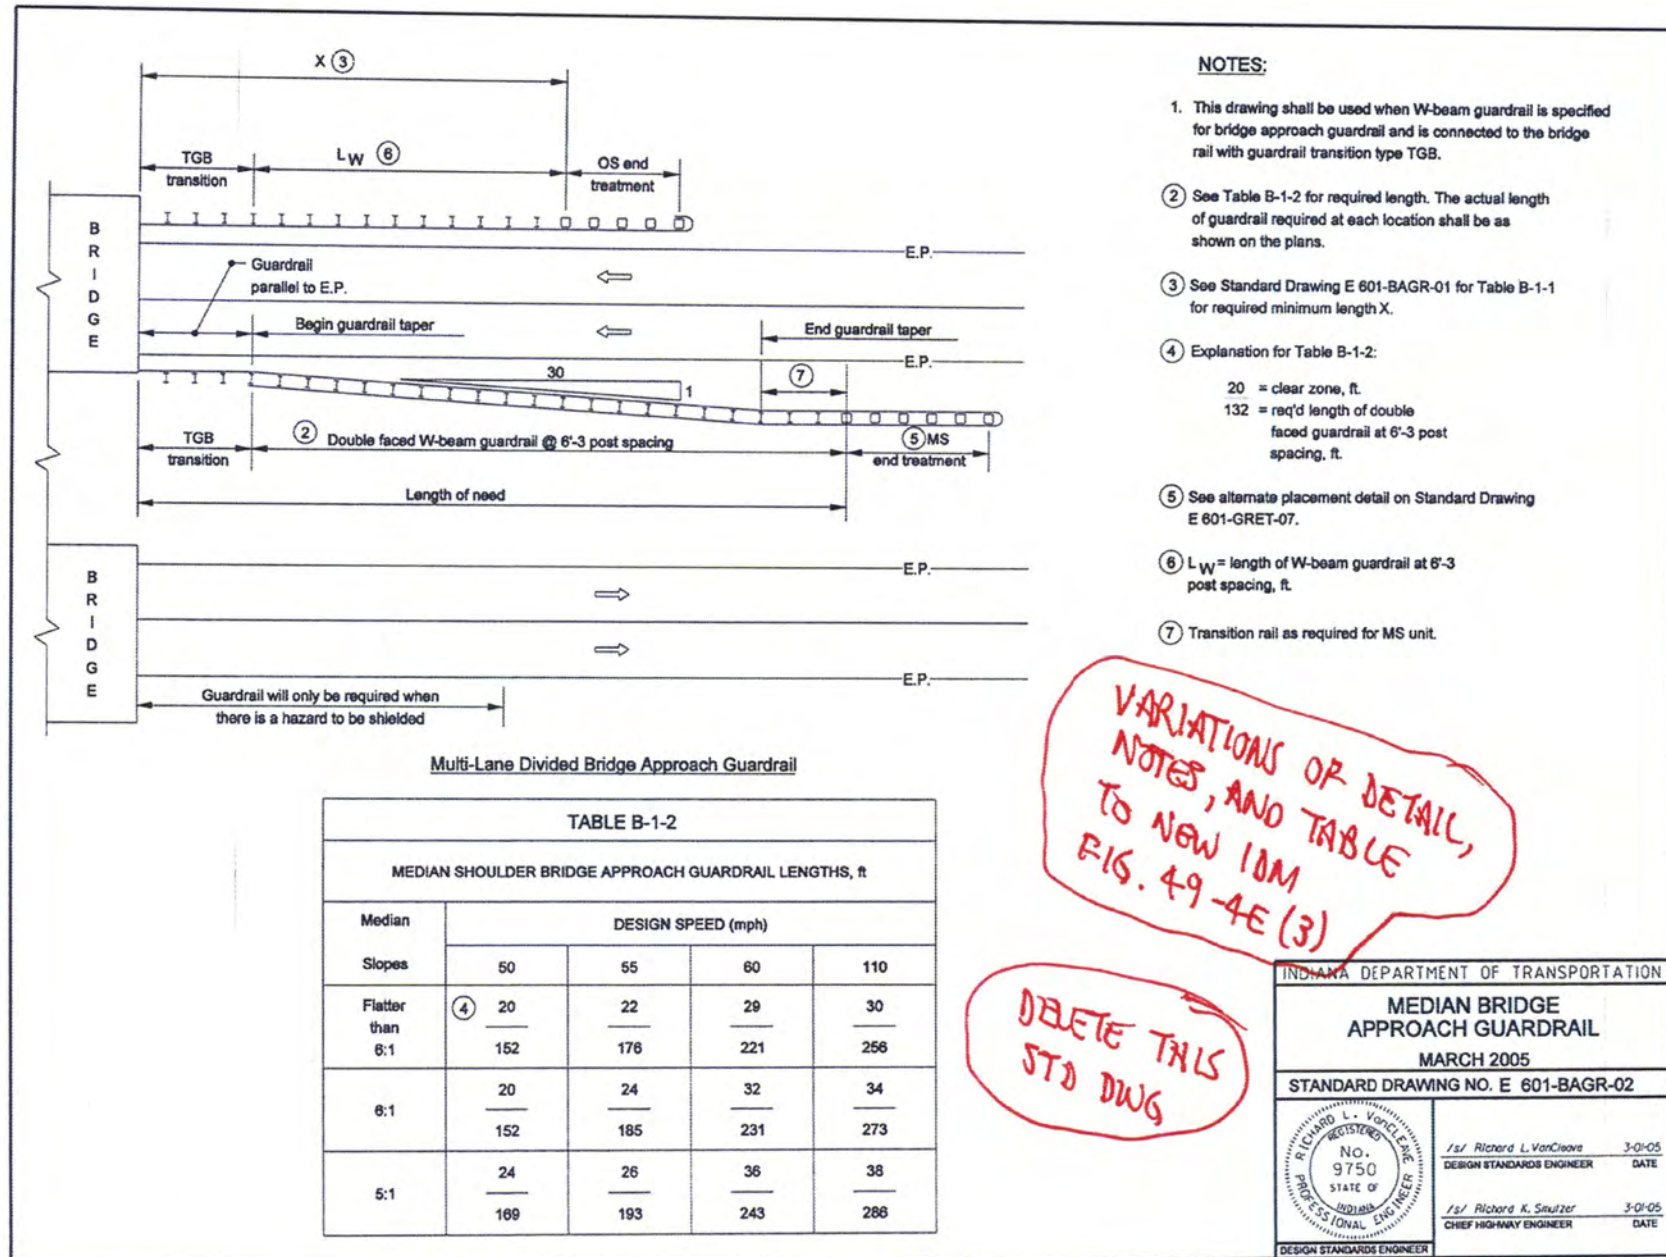 X ③
TGB
transition
L W ⑥
OS end
treatment
BRIDGE
E.P.
Guardrail
parallel to E.P.
Begin guardrail taper
End guardrail taper
E.P.
30
1
⑦
TGB
transition
② Double faced W-beam guardrail @ 6'-3 post spacing
⑤ MS
end treatment
Length of need
BRIDGE
E.P.
E.P.
Guardrail will only be required when
there is a hazard to be shielded
Multi-Lane Divided Bridge Approach Guardrail
NOTES:
1. This drawing shall be used when W-beam guardrail is specified
for bridge approach guardrail and is connected to the bridge
rail with guardrail transition type TGB.
② See Table B-1-2 for required length. The actual length
of guardrail required at each location shall be as
shown on the plans.
③ See Standard Drawing E 601-BAGR-01 for Table B-1-1
for required minimum length X.
④ Explanation for Table B-1-2:
20 = clear zone, ft.
132 = req'd length of double
faced guardrail at 6'-3 post
spacing, ft.
⑤ See alternate placement detail on Standard Drawing
E 601-GRET-07.
⑥ L W = length of W-beam guardrail at 6'-3
post spacing, ft.
⑦ Transition rail as required for MS unit.
VARIATIONS OF DETAIL,
NOTES, AND TABLE
TO NEW IDM
FIG. 49-4E (3)
DELETE THIS
STD DWG
TABLE B-1-2
MEDIAN SHOULDER BRIDGE APPROACH GUARDRAIL LENGTHS, ft
Median DESIGN SPEED (mph)
Slopes 50 55 60 110
Flatter ④ 20 22 29 30
than
6:1 152 176 221 256
20 24 32 34
6:1
152 185 231 273
24 26 36 38
5:1
169 193 243 286
INDIANA DEPARTMENT OF TRANSPORTATION
MEDIAN BRIDGE
APPROACH GUARDRAIL
MARCH 2005
STANDARD DRAWING NO. E 601-BAGR-02
RICHARD L. VanCLEAVE
REGISTERED
No.
9750
STATE OF
INDIANA
PROFESSIONAL ENGINEER
DESIGN STANDARDS ENGINEER
/s/ Richard L. VanCleave 3-01-05
DESIGN STANDARDS ENGINEER DATE
/s/ Richard K. Smutzer 3-01-05
CHIEF HIGHWAY ENGINEER DATE